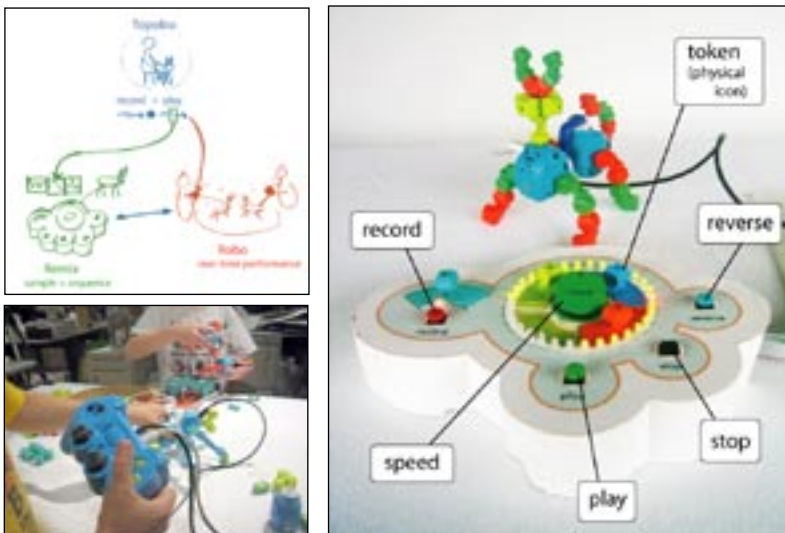 Topobo
record + play
Remix
sample + sequence
Robo
real-time performance
token
(physical
icon)
record
reverse
speed
stop
play